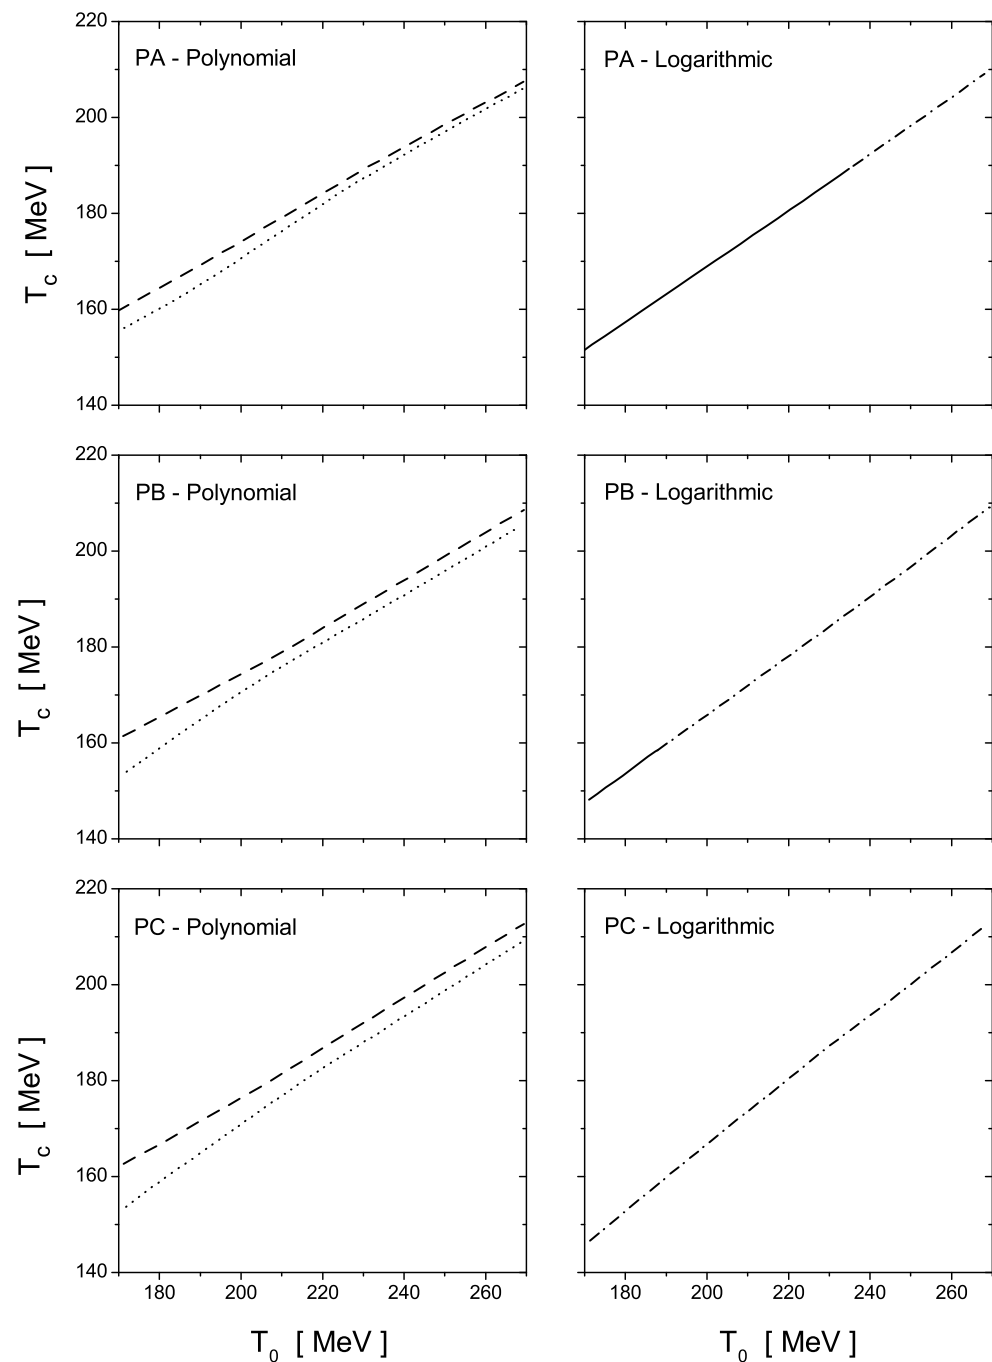 220
200
180
160
140
T_c [ MeV ]
PA - Polynomial
PA - Logarithmic
220
200
180
160
140
T_c [ MeV ]
PB - Polynomial
PB - Logarithmic
220
200
180
160
140
T_c [ MeV ]
PC - Polynomial
PC - Logarithmic
180 200 220 240 260
180 200 220 240 260
T_0 [ MeV ]
T_0 [ MeV ]